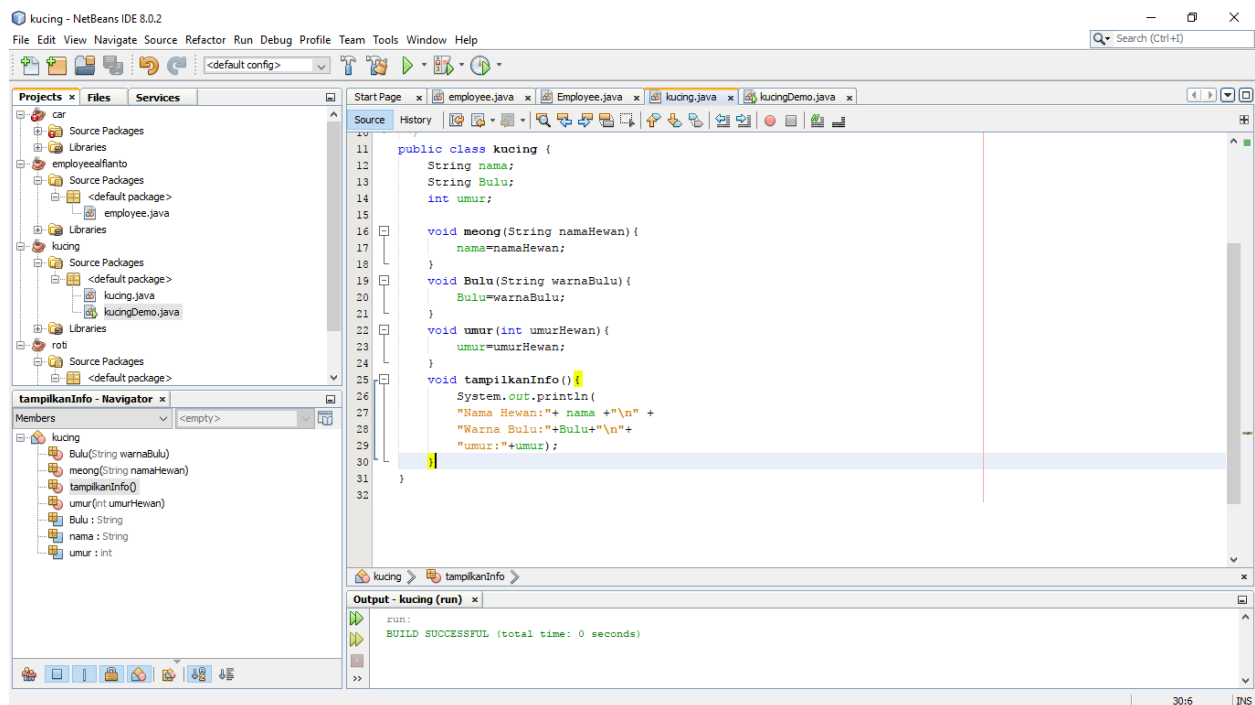 kucing - NetBeans IDE 8.0.2
File Edit View Navigate Source Refactor Run Debug Profile Team Tools Window Help
Search (Ctrl+I)
<default config>
Projects Files Services
car
Source Packages
Libraries
employeealfianto
Source Packages
<default package>
employee.java
Libraries
kucing
Source Packages
<default package>
kucing.java
kucingDemo.java
Libraries
roti
Source Packages
<default package>
tampilkanInfo - Navigator
Members <empty>
kucing
Bulu(String warnaBulu)
meong(String namaHewan)
tampilkanInfo()
umur(int umurHewan)
Bulu : String
nama : String
umur : int
Start Page employee.java Employee.java kucing.java kucingDemo.java
Source History
11 public class kucing {
12 String nama;
13 String Bulu;
14 int umur;
15
16 void meong(String namaHewan){
17 nama=namaHewan;
18 }
19 void Bulu(String warnaBulu){
20 Bulu=warnaBulu;
21 }
22 void umur(int umurHewan){
23 umur=umurHewan;
24 }
25 void tampilkanInfo(){
26 System.out.println(
27 "Nama Hewan:"+ nama +"\n" +
28 "Warna Bulu:"+Bulu+"\n"+
29 "umur:"+umur);
30 }
31 }
32
kucing tampilkanInfo
Output - kucing (run)
run:
BUILD SUCCESSFUL (total time: 0 seconds)
30:6 INS